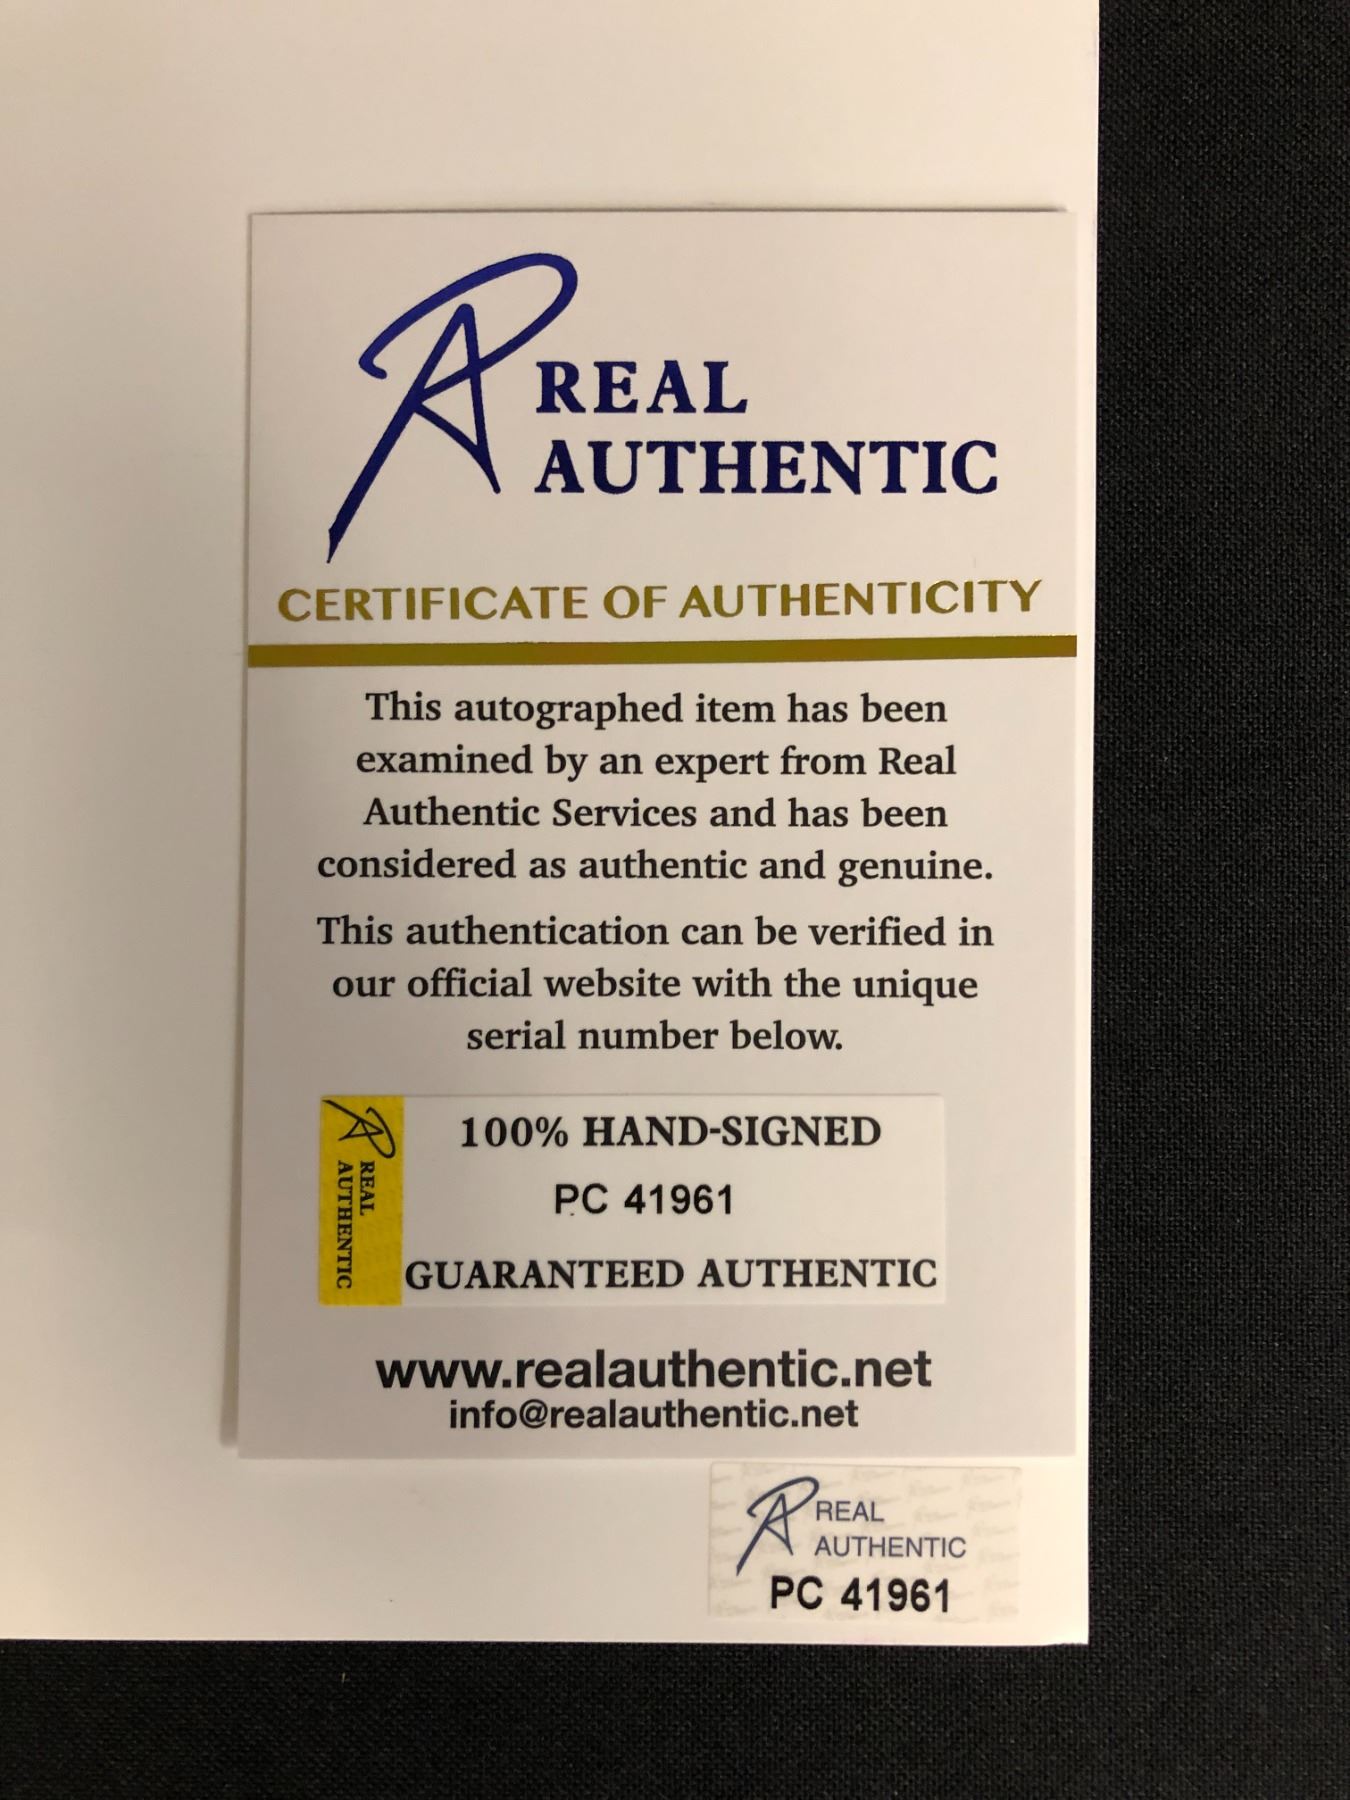 REAL
AUTHENTIC
CERTIFICATE OF AUTHENTICITY
This autographed item has been
examined by an expert from Real
Authentic Services and has been
considered as authentic and genuine.
This authentication can be verified in
our official website with the unique
serial number below.
REAL
AUTHENTIC
100% HAND-SIGNED
PC 41961
GUARANTEED AUTHENTIC
www.realauthentic.net
info@realauthentic.net
REAL
AUTHENTIC
PC 41961